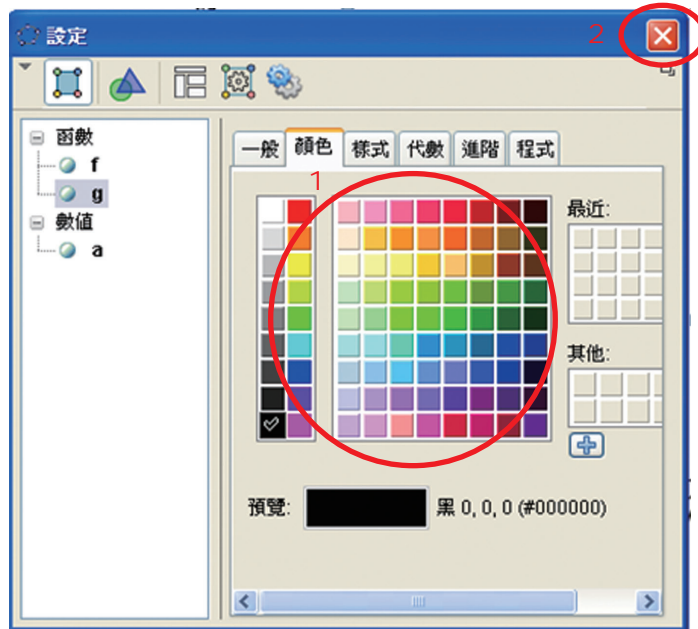 設定
2
函數
f
g
數值
a
一般 顏色 樣式 代數 進階 程式
1
最近:
其他:
預覽: 黑 0, 0, 0 (#000000)